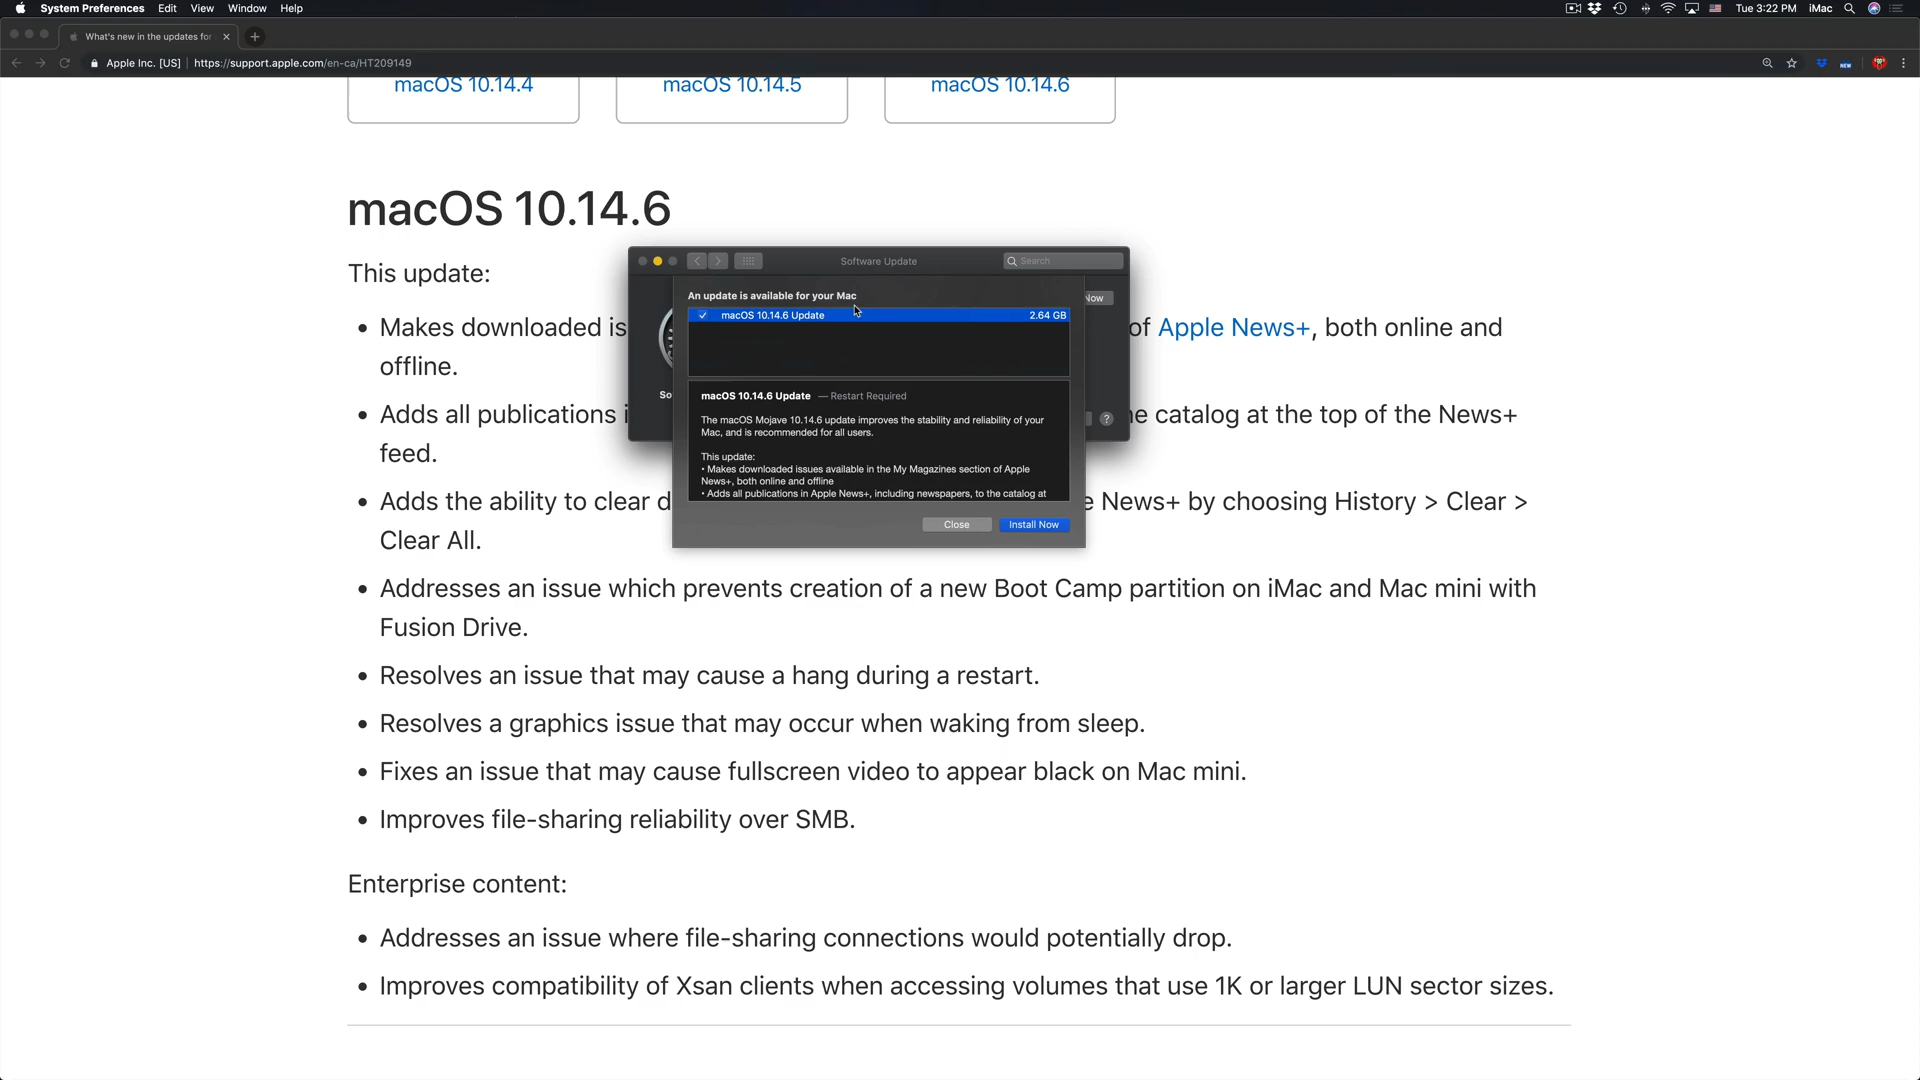 System Preferences Edit View Window Help
Tue 3:22 PM iMac
What's new in the updates for
Apple Inc. [US] https://support.apple.com/en-ca/HT209149
NEW
macOS 10.14.4 macOS 10.14.5 macOS 10.14.6
macOS 10.14.6
This update:
Software Update
Search
An update is available for your Mac
Now
macOS 10.14.6 Update 2.64 GB
• Makes downloaded is
of Apple News+, both online and
offline.
So
macOS 10.14.6 Update — Restart Required
The macOS Mojave 10.14.6 update improves the stability and reliability of your
Mac, and is recommended for all users.
This update:
• Makes downloaded issues available in the My Magazines section of Apple
News+, both online and offline
• Adds all publications in Apple News+, including newspapers, to the catalog at
?
Close Install Now
• Adds all publications
catalog at the top of the News+
feed.
• Adds the ability to clear d
News+ by choosing History > Clear >
Clear All.
• Addresses an issue which prevents creation of a new Boot Camp partition on iMac and Mac mini with
Fusion Drive.
• Resolves an issue that may cause a hang during a restart.
• Resolves a graphics issue that may occur when waking from sleep.
• Fixes an issue that may cause fullscreen video to appear black on Mac mini.
• Improves file-sharing reliability over SMB.
Enterprise content:
• Addresses an issue where file-sharing connections would potentially drop.
• Improves compatibility of Xsan clients when accessing volumes that use 1K or larger LUN sector sizes.